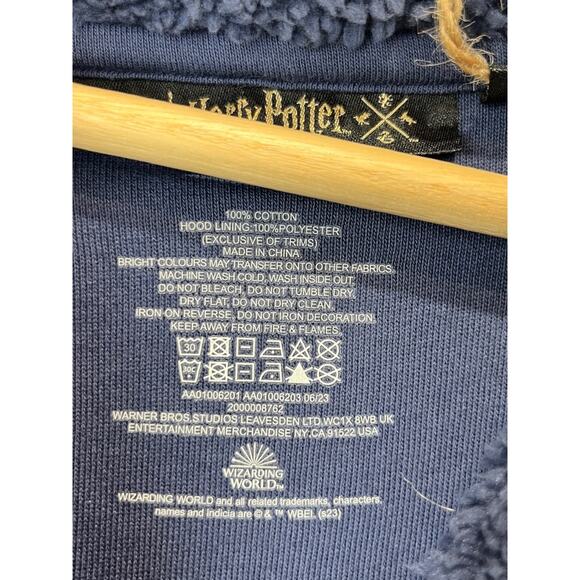 Harry Potter
100% COTTON
HOOD LINING:100%POLYESTER
(EXCLUSIVE OF TRIMS)
MADE IN CHINA
BRIGHT COLOURS MAY TRANSFER ONTO OTHER FABRICS.
MACHINE WASH COLD, WASH INSIDE OUT,
DO NOT BLEACH, DO NOT TUMBLE DRY,
DRY FLAT, DO NOT DRY CLEAN.
IRON ON REVERSE, DO NOT IRON DECORATION.
KEEP AWAY FROM FIRE & FLAMES.
30
30C
AA01006201 AA01006203 06/23
2000008762
WARNER BROS.STUDIOS LEAVESDEN LTD,WC1X 8WB UK
ENTERTAINMENT MERCHANDISE NY,CA 91522 USA
WIZARDING
WORLD™
WIZARDING WORLD and all related trademarks, characters,
names and indicia are © & ™ WBEI. (s23)